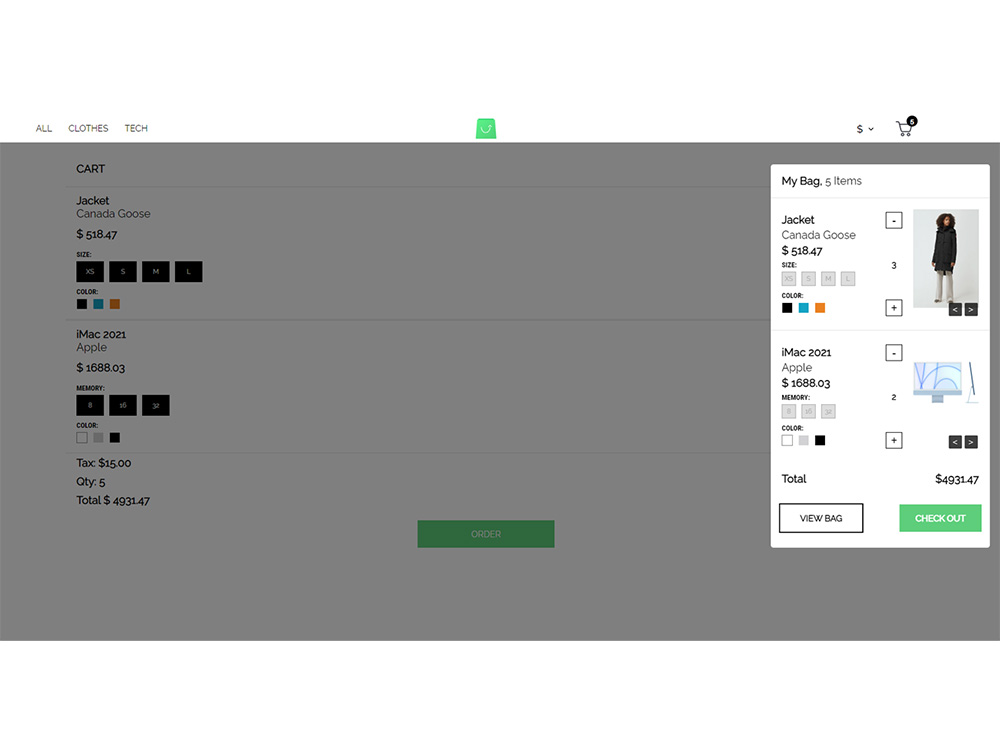 ALL CLOTHES TECH
$ 5
CART
Jacket
Canada Goose
$ 518.47
SIZE:
XS S M L
COLOR:
iMac 2021
Apple
$ 1688.03
MEMORY:
8 16 32
COLOR:
Tax: $15.00
Qty: 5
Total $ 4931.47
ORDER
My Bag, 5 Items
Jacket
Canada Goose
$ 518.47
SIZE:
XS S M L
COLOR:
-
3
+
< >
iMac 2021
Apple
$ 1688.03
MEMORY:
8 16 32
COLOR:
-
2
+
< >
Total $4931.47
VIEW BAG CHECK OUT